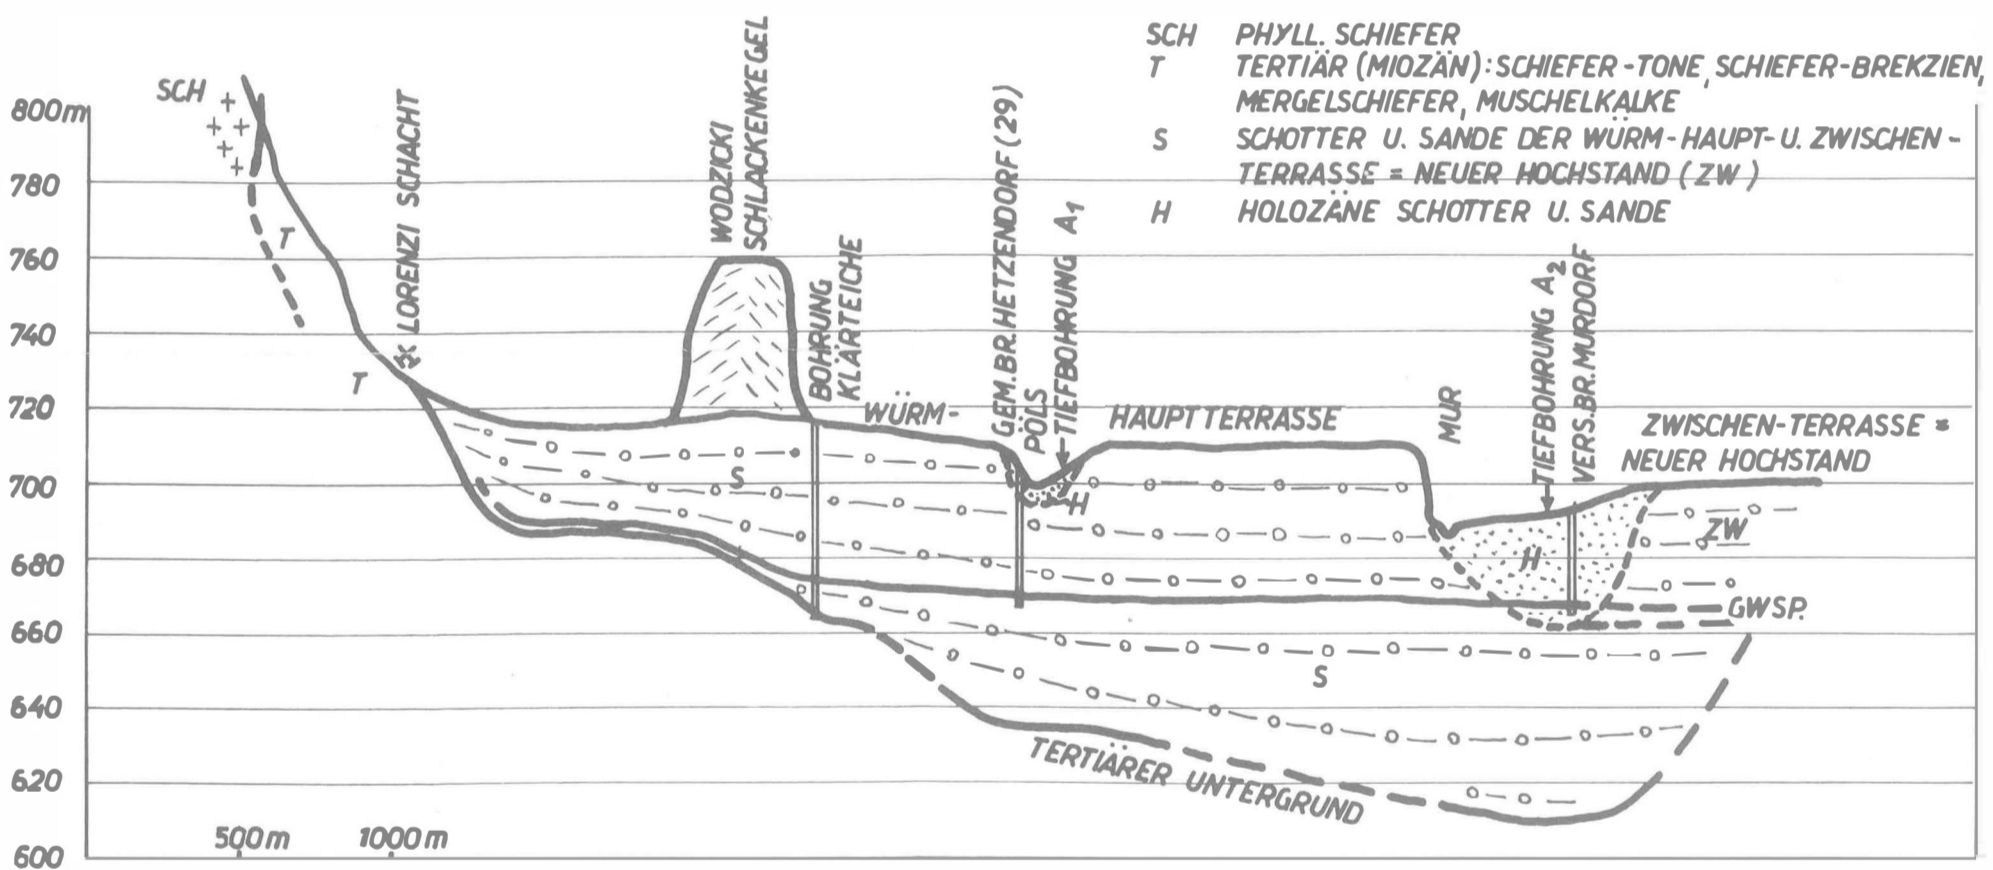 SCH PHYLL. SCHIEFER
T TERTIÄR (MIOZÄN): SCHIEFER-TONE, SCHIEFER-BREKZIEN,
MERGELSCHIEFER, MUSCHELKALKE
S SCHOTTER U. SANDE DER WÜRM-HAUPT-U. ZWISCHEN-
TERRASSE = NEUER HOCHSTAND (ZW)
H HOLOZÄNE SCHOTTER U. SANDE
800m
780
760
740
720
700
680
660
640
620
600
500m
1000m
SCH
T
T
LORENZI SCHACHT
WODZICKI
SCHLACKENKEGEL
BOHRUNG
KLÄRTEICHE
WÜRM-
GEM.BR.HETZENDORF (29)
PÖLS
TIEFBOHRUNG A1
HAUPTTERRASSE
MUR
TIEFBOHRUNG A2
VERS.BR.MURDORF
ZWISCHEN-TERRASSE =
NEUER HOCHSTAND
S
H
H
ZW
GWSP.
S
TERTIÄRER UNTERGRUND